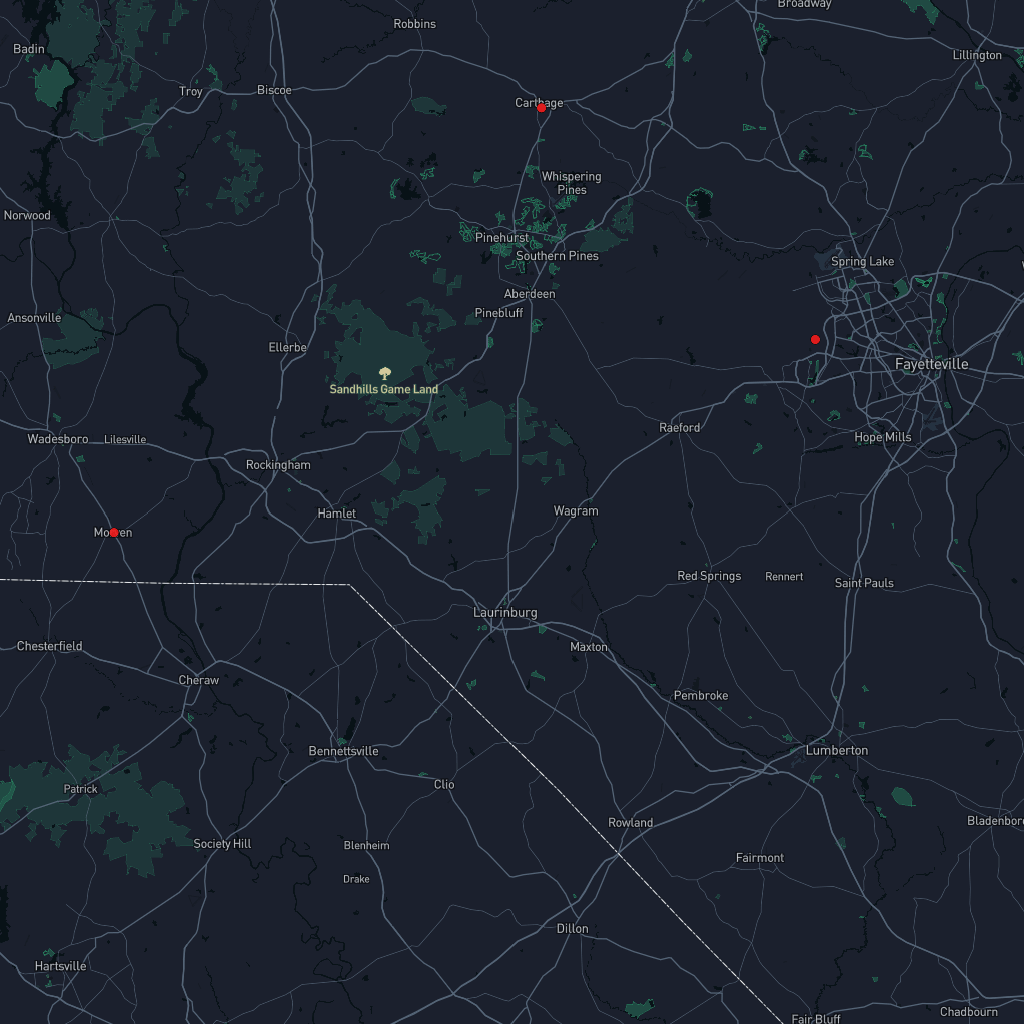 Broadway
Robbins
Badin
Lillington
Troy
Biscoe
Carthage
Whispering
Pines
Norwood
Pinehurst
Southern Pines
Spring Lake
Aberdeen
Pinebluff
Ansonville
Ellerbe
Fayetteville
Sandhills Game Land
Raeford
Hope Mills
Wadesboro
Lilesville
Rockingham
Hamlet
Wagram
Red Springs
Rennert
Saint Pauls
Laurinburg
Chesterfield
Maxton
Cheraw
Pembroke
Bennettsville
Lumberton
Patrick
Clio
Rowland
Society Hill
Blenheim
Fairmont
Drake
Dillon
Hartsville
Chadbourn
Fair Bluff